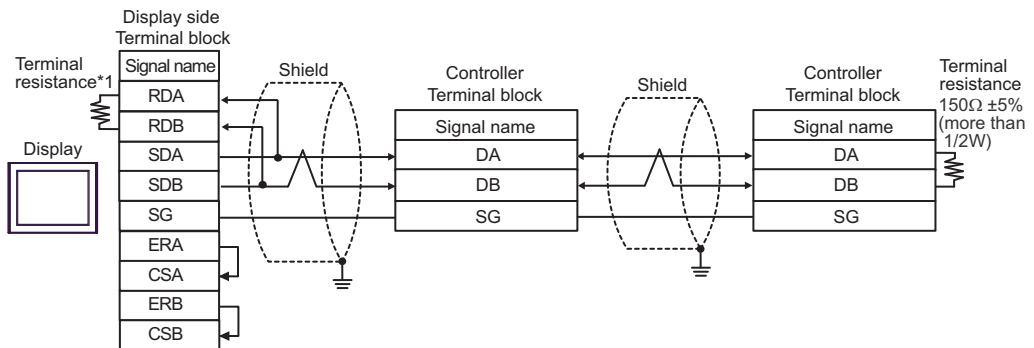 Display side
Terminal block
Terminal
resistance*1
Signal name
RDA
RDB
SDA
SDB
SG
ERA
CSA
ERB
CSB
Display
Shield
Controller
Terminal block
Signal name
DA
DB
SG
Shield
Controller
Terminal block
Signal name
DA
DB
SG
Terminal
resistance
150Ω ±5%
(more than
1/2W)